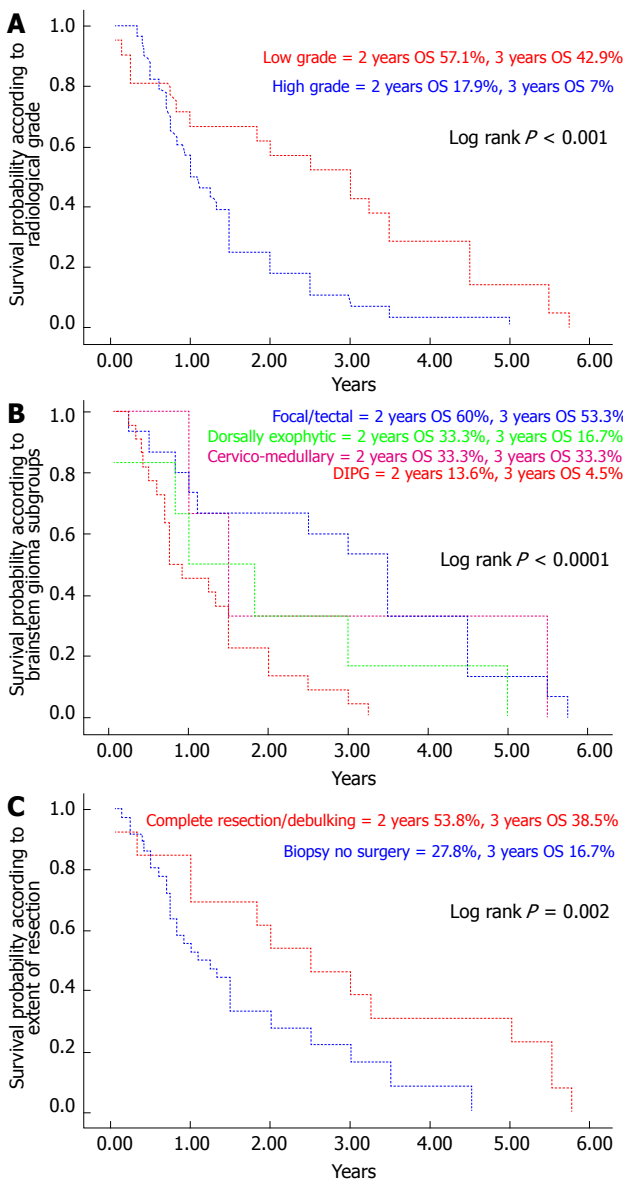 A
Survival probability according to
radiological grade
Low grade = 2 years OS 57.1%, 3 years OS 42.9%
High grade = 2 years OS 17.9%, 3 years OS 7%
Log rank P < 0.001
1.0
0.8
0.6
0.4
0.2
0.0
0.00 1.00 2.00 3.00 4.00 5.00 6.00
Years
B
Survival probability according to
brainstem glioma subgroups
Focal/tectal = 2 years OS 60%, 3 years OS 53.3%
Dorsally exophytic = 2 years OS 33.3%, 3 years OS 16.7%
Cervico-medullary = 2 years OS 33.3%, 3 years OS 33.3%
DIPG = 2 years 13.6%, 3 years OS 4.5%
Log rank P < 0.0001
1.0
0.8
0.6
0.4
0.2
0.0
0.00 1.00 2.00 3.00 4.00 5.00 6.00
Years
C
Survival probability according to
extent of resection
Complete resection/debulking = 2 years 53.8%, 3 years OS 38.5%
Biopsy no surgery = 27.8%, 3 years OS 16.7%
Log rank P = 0.002
1.0
0.8
0.6
0.4
0.2
0.0
0.00 1.00 2.00 3.00 4.00 5.00 6.00
Years